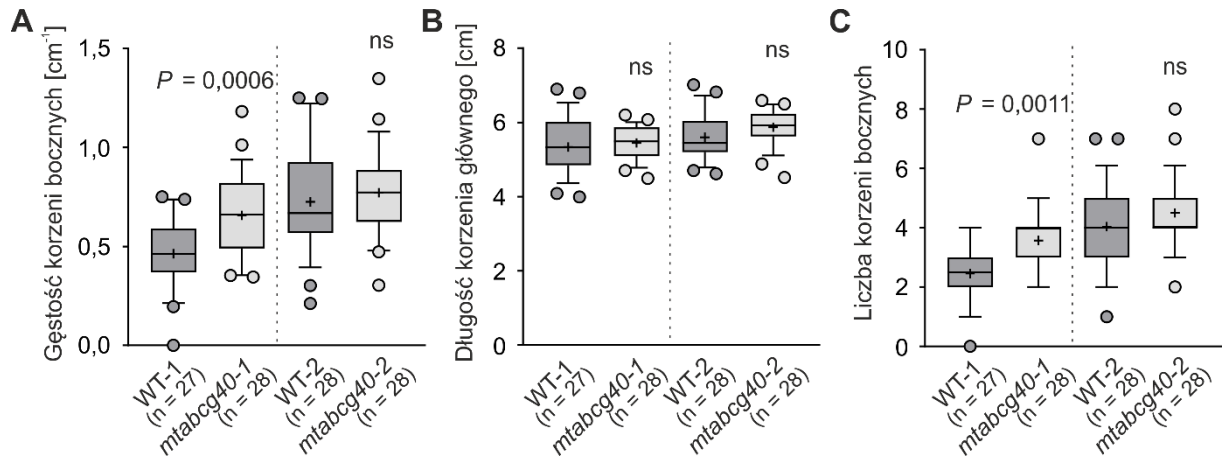 A
Gęstość korzeni bocznych [cm⁻¹]
1,5
1,0
0,5
0,0
P = 0,0006
ns
WT-1
(n = 27)
mtabcg40-1
(n = 28)
WT-2
(n = 28)
mtabcg40-2
(n = 28)
B
Długość korzenia głównego [cm]
8
6
4
2
0
ns
ns
WT-1
(n = 27)
mtabcg40-1
(n = 28)
WT-2
(n = 28)
mtabcg40-2
(n = 28)
C
Liczba korzeni bocznych
10
8
6
4
2
0
P = 0,0011
ns
WT-1
(n = 27)
mtabcg40-1
(n = 28)
WT-2
(n = 28)
mtabcg40-2
(n = 28)